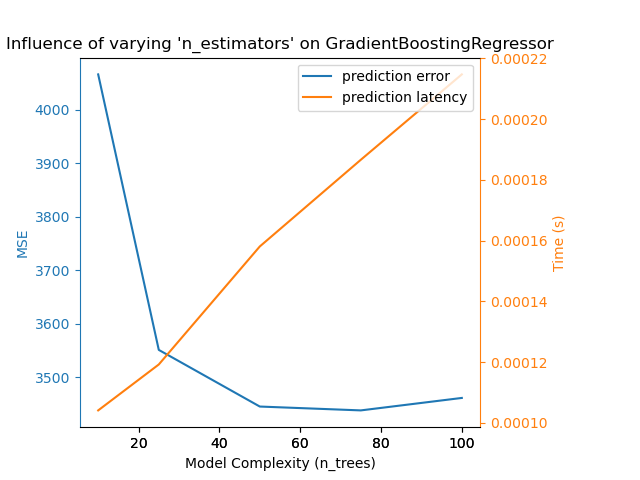 Influence of varying 'n_estimators' on GradientBoostingRegressor
prediction error
prediction latency
MSE
4000
3900
3800
3700
3600
3500
0.00022
0.00020
0.00018
0.00016
0.00014
0.00012
0.00010
Time (s)
20 40 60 80 100
Model Complexity (n_trees)